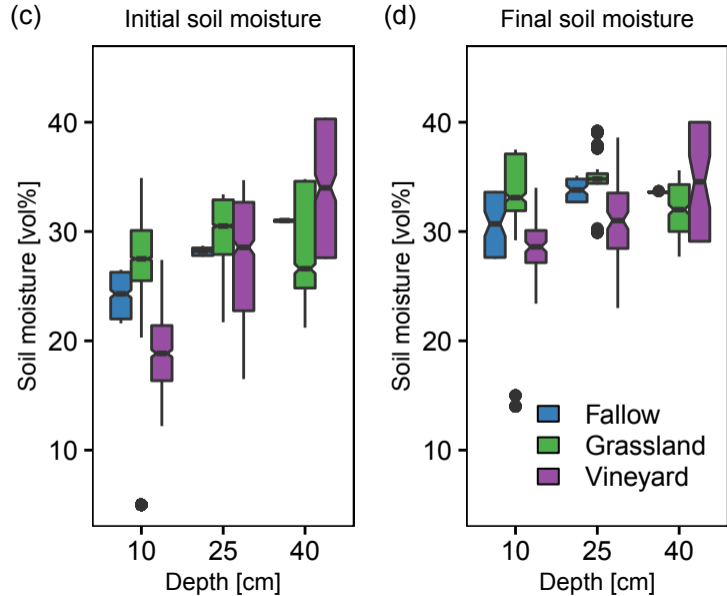 (c) Initial soil moisture
Soil moisture [vol%]
40
30
20
10
10 25 40
Depth [cm]
(d) Final soil moisture
Soil moisture [vol%]
40
30
20
10
Fallow
Grassland
Vineyard
10 25 40
Depth [cm]